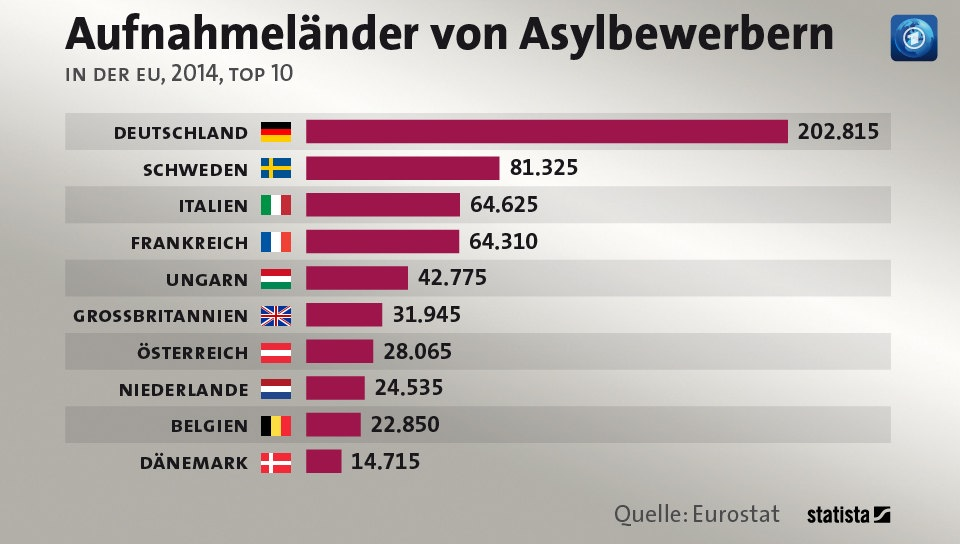 Aufnahmeländer von Asylbewerbern
IN DER EU, 2014, TOP 10
DEUTSCHLAND 202.815
SCHWEDEN 81.325
ITALIEN 64.625
FRANKREICH 64.310
UNGARN 42.775
GROSSBRITANNIEN 31.945
ÖSTERREICH 28.065
NIEDERLANDE 24.535
BELGIEN 22.850
DÄNEMARK 14.715
Quelle: Eurostat statista